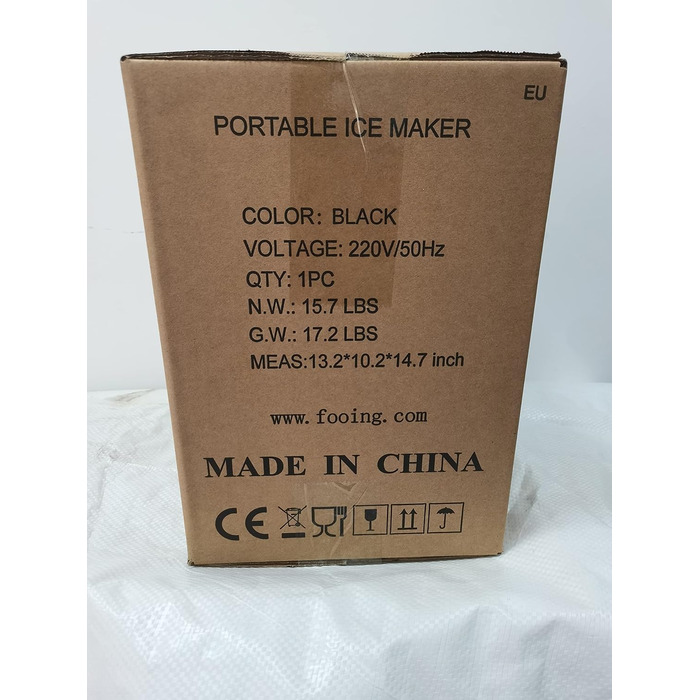 EU
PORTABLE ICE MAKER
COLOR: BLACK
VOLTAGE: 220V/50Hz
QTY: 1PC
N.W.: 15.7 LBS
G.W.: 17.2 LBS
MEAS:13.2*10.2*14.7 inch
www.fooing.com
MADE IN CHINA
CE